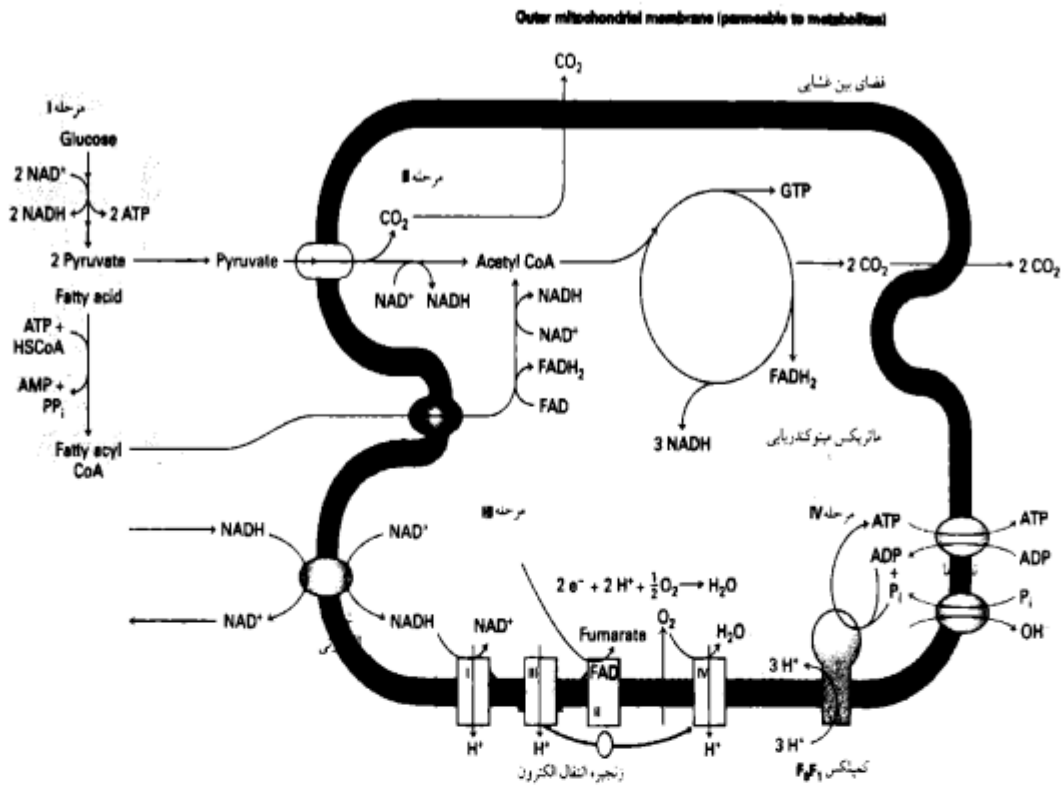 Outer mitochondrial membrane (permeable to metabolites)
CO₂
فضای بین غشایی
مرحله I
Glucose
2 NAD⁺
2 NADH
2 ATP
مرحله II
CO₂
GTP
2 Pyruvate
Pyruvate
Acetyl CoA
2 CO₂
2 CO₂
NAD⁺
NADH
Fatty acid
ATP +
HSCoA
AMP +
PPᵢ
Fatty acyl
CoA
NADH
NAD⁺
FADH₂
FAD
FADH₂
3 NADH
ماتریکس میتوکندریایی
مرحله III
مرحله IV
NADH
NAD⁺
NAD⁺
NADH
ATP
ATP
ADP
+
Pᵢ
ADP
Pᵢ
OH⁻
2 e⁻ + 2 H⁺ + ½ O₂ → H₂O
NAD⁺
Fumarate
O₂
H₂O
I
III
FAD
II
IV
3 H⁺
H⁺
H⁺
H⁺
3 H⁺
زنجیره انتقال الکترون
کمپلکس F₀F₁